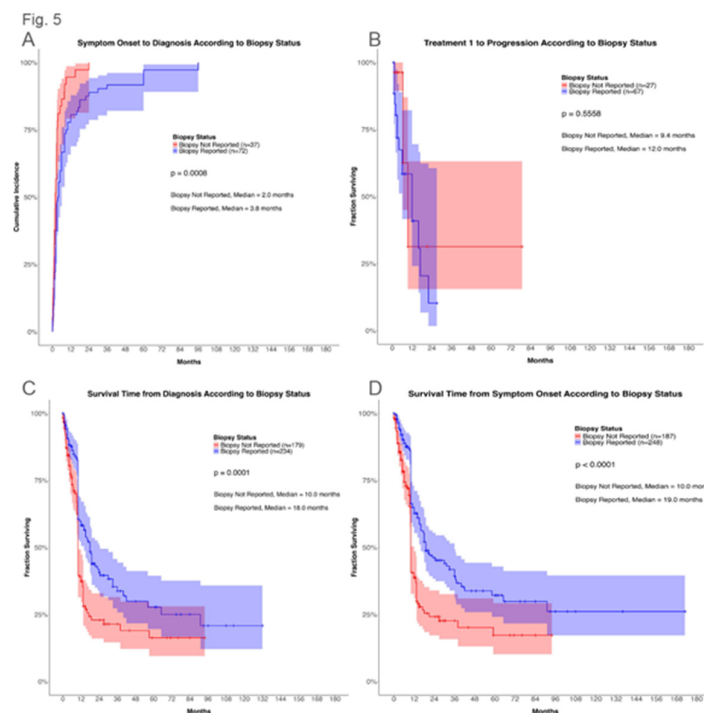 Fig. 5
A
Symptom Onset to Diagnosis According to Biopsy Status
100%
75%
50%
25%
0%
Cumulative Incidence
Biopsy Status
Biopsy Not Reported (n=37)
Biopsy Reported (n=72)
p = 0.0008
Biopsy Not Reported, Median = 2.0 months
Biopsy Reported, Median = 3.8 months
0 12 24 36 48 60 72 84 96 108 120 132 144 156 168 180
Months
B
Treatment 1 to Progression According to Biopsy Status
100%
75%
50%
25%
0%
Fraction Surviving
Biopsy Status
Biopsy Not Reported (n=27)
Biopsy Reported (n=67)
p = 0.5558
Biopsy Not Reported, Median = 9.4 months
Biopsy Reported, Median = 12.0 months
0 12 24 36 48 60 72 84 96 108 120 132 144 156 168 180
Months
C
Survival Time from Diagnosis According to Biopsy Status
100%
75%
50%
25%
0%
Fraction Surviving
Biopsy Status
Biopsy Not Reported (n=179)
Biopsy Reported (n=234)
p = 0.0001
Biopsy Not Reported, Median = 10.0 months
Biopsy Reported, Median = 18.0 months
0 12 24 36 48 60 72 84 96 108 120 132 144 156 168 180
Months
D
Survival Time from Symptom Onset According to Biopsy Status
100%
75%
50%
25%
0%
Fraction Surviving
Biopsy Status
Biopsy Not Reported (n=187)
Biopsy Reported (n=248)
p < 0.0001
Biopsy Not Reported, Median = 10.0 mon
Biopsy Reported, Median = 19.0 months
0 12 24 36 48 60 72 84 96 108 120 132 144 156 168 180
Months